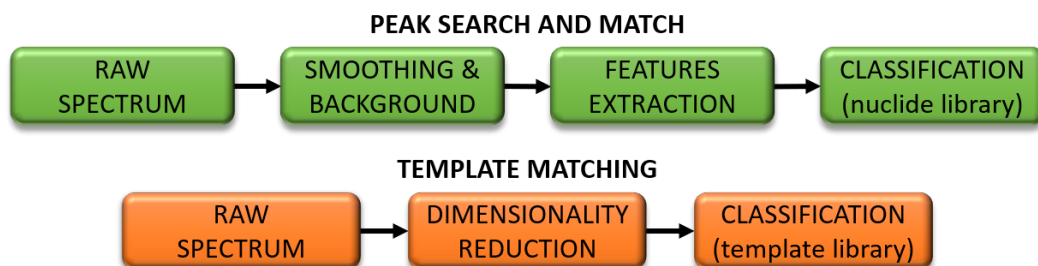 PEAK SEARCH AND MATCH
RAW
SPECTRUM
SMOOTHING &
BACKGROUND
FEATURES
EXTRACTION
CLASSIFICATION
(nuclide library)
TEMPLATE MATCHING
RAW
SPECTRUM
DIMENSIONALITY
REDUCTION
CLASSIFICATION
(template library)